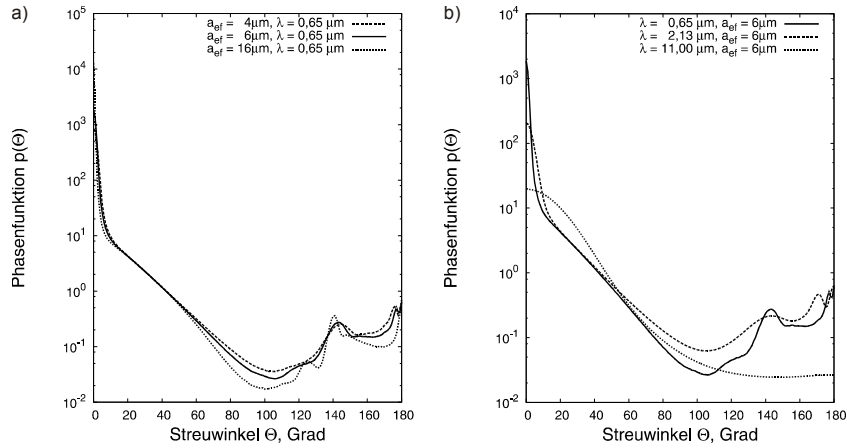 a)
a_ef = 4µm, λ = 0,65 µm
a_ef = 6µm, λ = 0,65 µm
a_ef = 16µm, λ = 0,65 µm
Phasenfunktion p(Θ)
10^5
10^4
10^3
10^2
10^1
10^0
10^-1
10^-2
0 20 40 60 80 100 120 140 160 180
Streuwinkel Θ, Grad
b)
λ = 0,65 µm, a_ef = 6µm
λ = 2,13 µm, a_ef = 6µm
λ = 11,00 µm, a_ef = 6µm
Phasenfunktion p(Θ)
10^4
10^3
10^2
10^1
10^0
10^-1
10^-2
0 20 40 60 80 100 120 140 160 180
Streuwinkel Θ, Grad